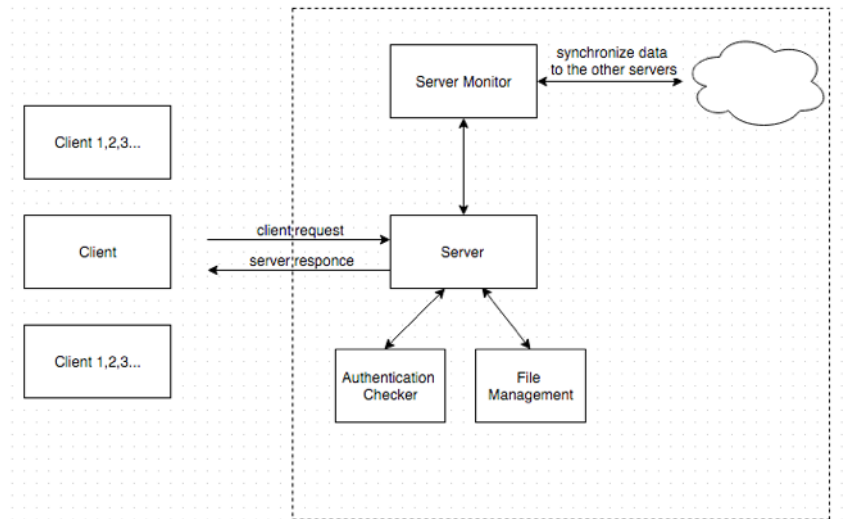 synchronize data
to the other servers
Server Monitor
Client 1,2,3...
client request
Client
Server
server responce
Client 1,2,3...
Authentication
Checker
File
Management